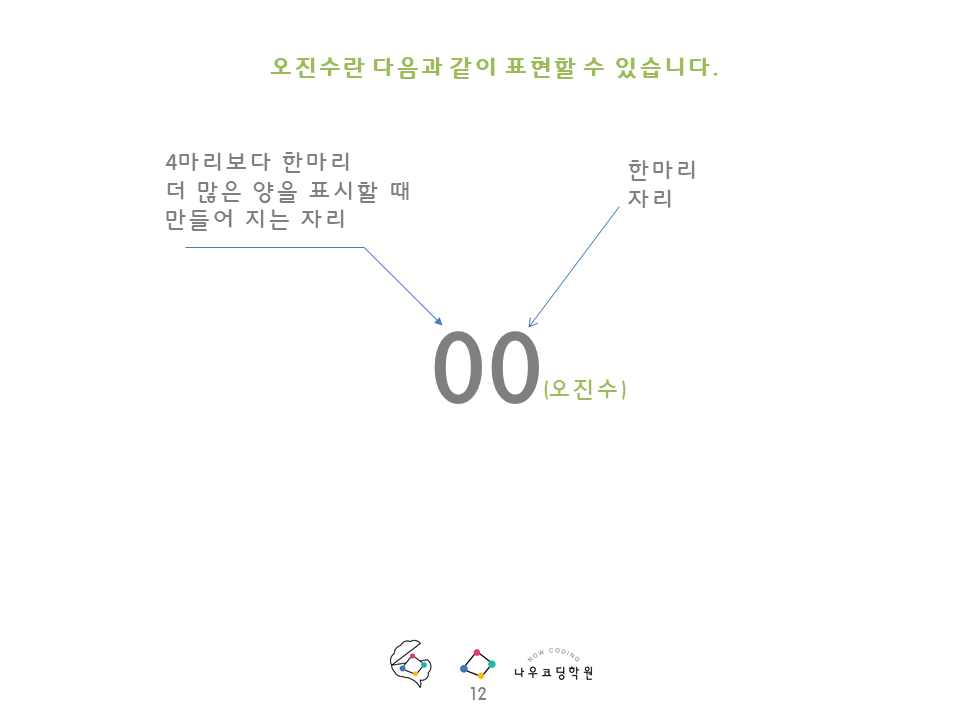 오진수란 다음과 같이 표현할 수 있습니다.
4마리보다 한마리
더 많은 양을 표시할 때
만들어 지는 자리
한마리
자리
00(오진수)
NOW CODING
나우코딩학원
12